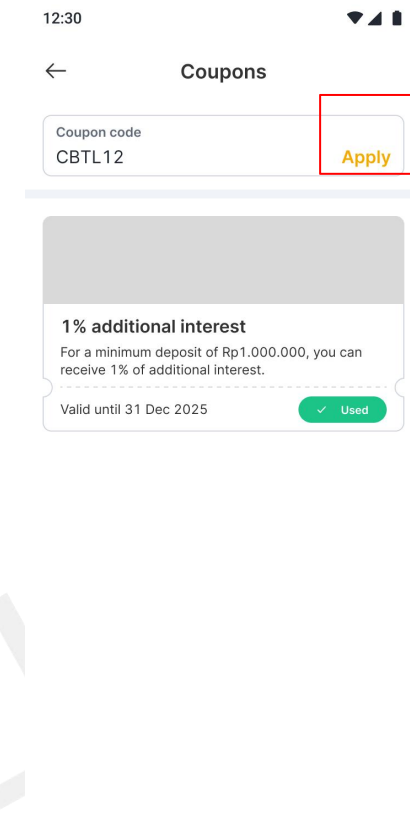 12:30
Coupons
Coupon code
CBTL12
Apply
1% additional interest
For a minimum deposit of Rp1.000.000, you can
receive 1% of additional interest.
Valid until 31 Dec 2025
Used